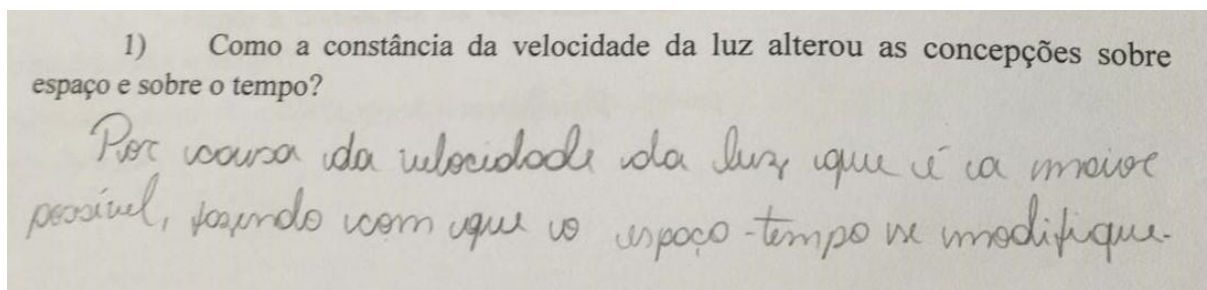 1) Como a constância da velocidade da luz alterou as concepções sobre
espaço e sobre o tempo?
Por causa da velocidade da luz que é a maior
possível, fazendo com que o espaço-tempo se modifique.